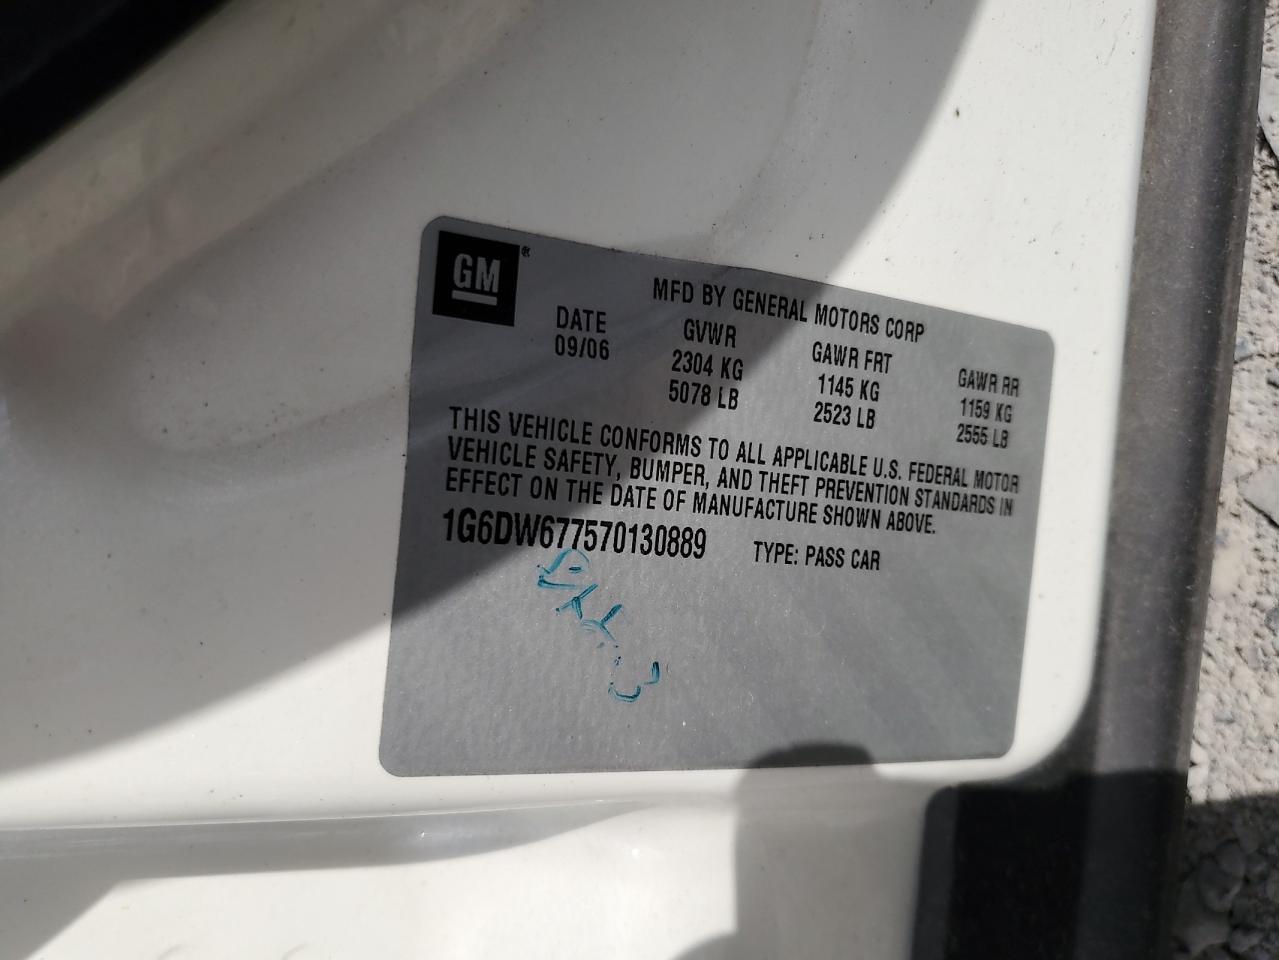 GM®
MFD BY GENERAL MOTORS CORP
DATE GVWR GAWR FRT GAWR RR
09/06 2304 KG 1145 KG 1159 KG
5078 LB 2523 LB 2555 LB
THIS VEHICLE CONFORMS TO ALL APPLICABLE U.S. FEDERAL MOTOR
VEHICLE SAFETY, BUMPER, AND THEFT PREVENTION STANDARDS IN
EFFECT ON THE DATE OF MANUFACTURE SHOWN ABOVE.
1G6DW677570130889 TYPE: PASS CAR